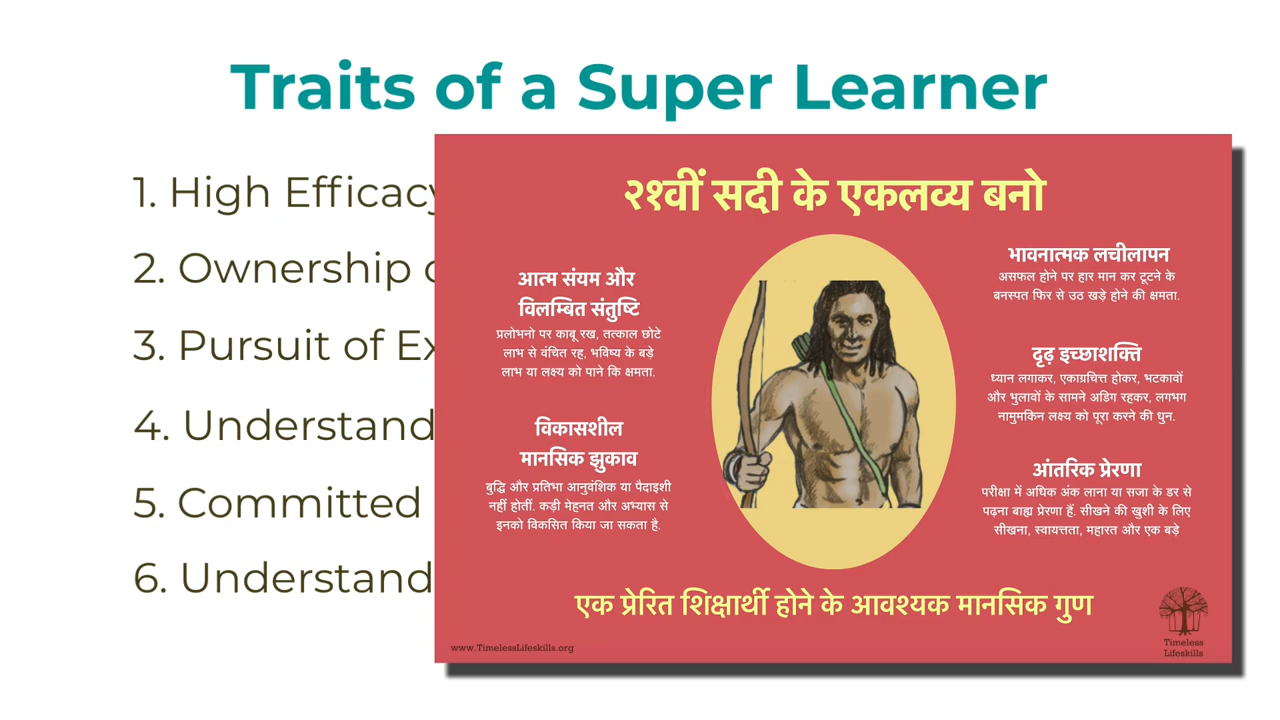 Traits of a Super Learner
1. High Efficacy
2. Ownership
3. Pursuit of
4. Understand
5. Committed
6. Understand
२१वीं सदी के एकलव्य बनो
आत्म संयम और
विलम्बित संतुष्टि
प्रलोभनो पर काबू रख, तत्काल छोटे
लाभ से वंचित रह, भविष्य के बड़े
लाभ या लक्ष्य को पाने कि क्षमता.
विकासशील
मानसिक झुकाव
बुद्धि और प्रतिभा आनुवंशिक या पैदाइशी
नहीं होतीं. कड़ी मेहनत और अभ्यास से
इनको विकसित किया जा सकता है.
भावनात्मक लचीलापन
असफल होने पर हार मान कर टूटने के
बनस्पत फिर से उठ खड़े होने की क्षमता.
दृढ़ इच्छाशक्ति
ध्यान लगाकर, एकाग्रचित्त होकर, भटकावों
और भुलावों के सामने अडिग रहकर, लगभग
नामुमकिन लक्ष्य को पूरा करने की धुन.
आंतरिक प्रेरणा
परीक्षा में अधिक अंक लाना या सजा के डर से
पढ़ना बाह्य प्रेरणा हैं. सीखने की खुशी के लिए
सीखना, स्वायत्तता, महारत और एक बड़े
एक प्रेरित शिक्षार्थी होने के आवश्यक मानसिक गुण
www.TimelessLifeskills.org
Timeless
Lifeskills